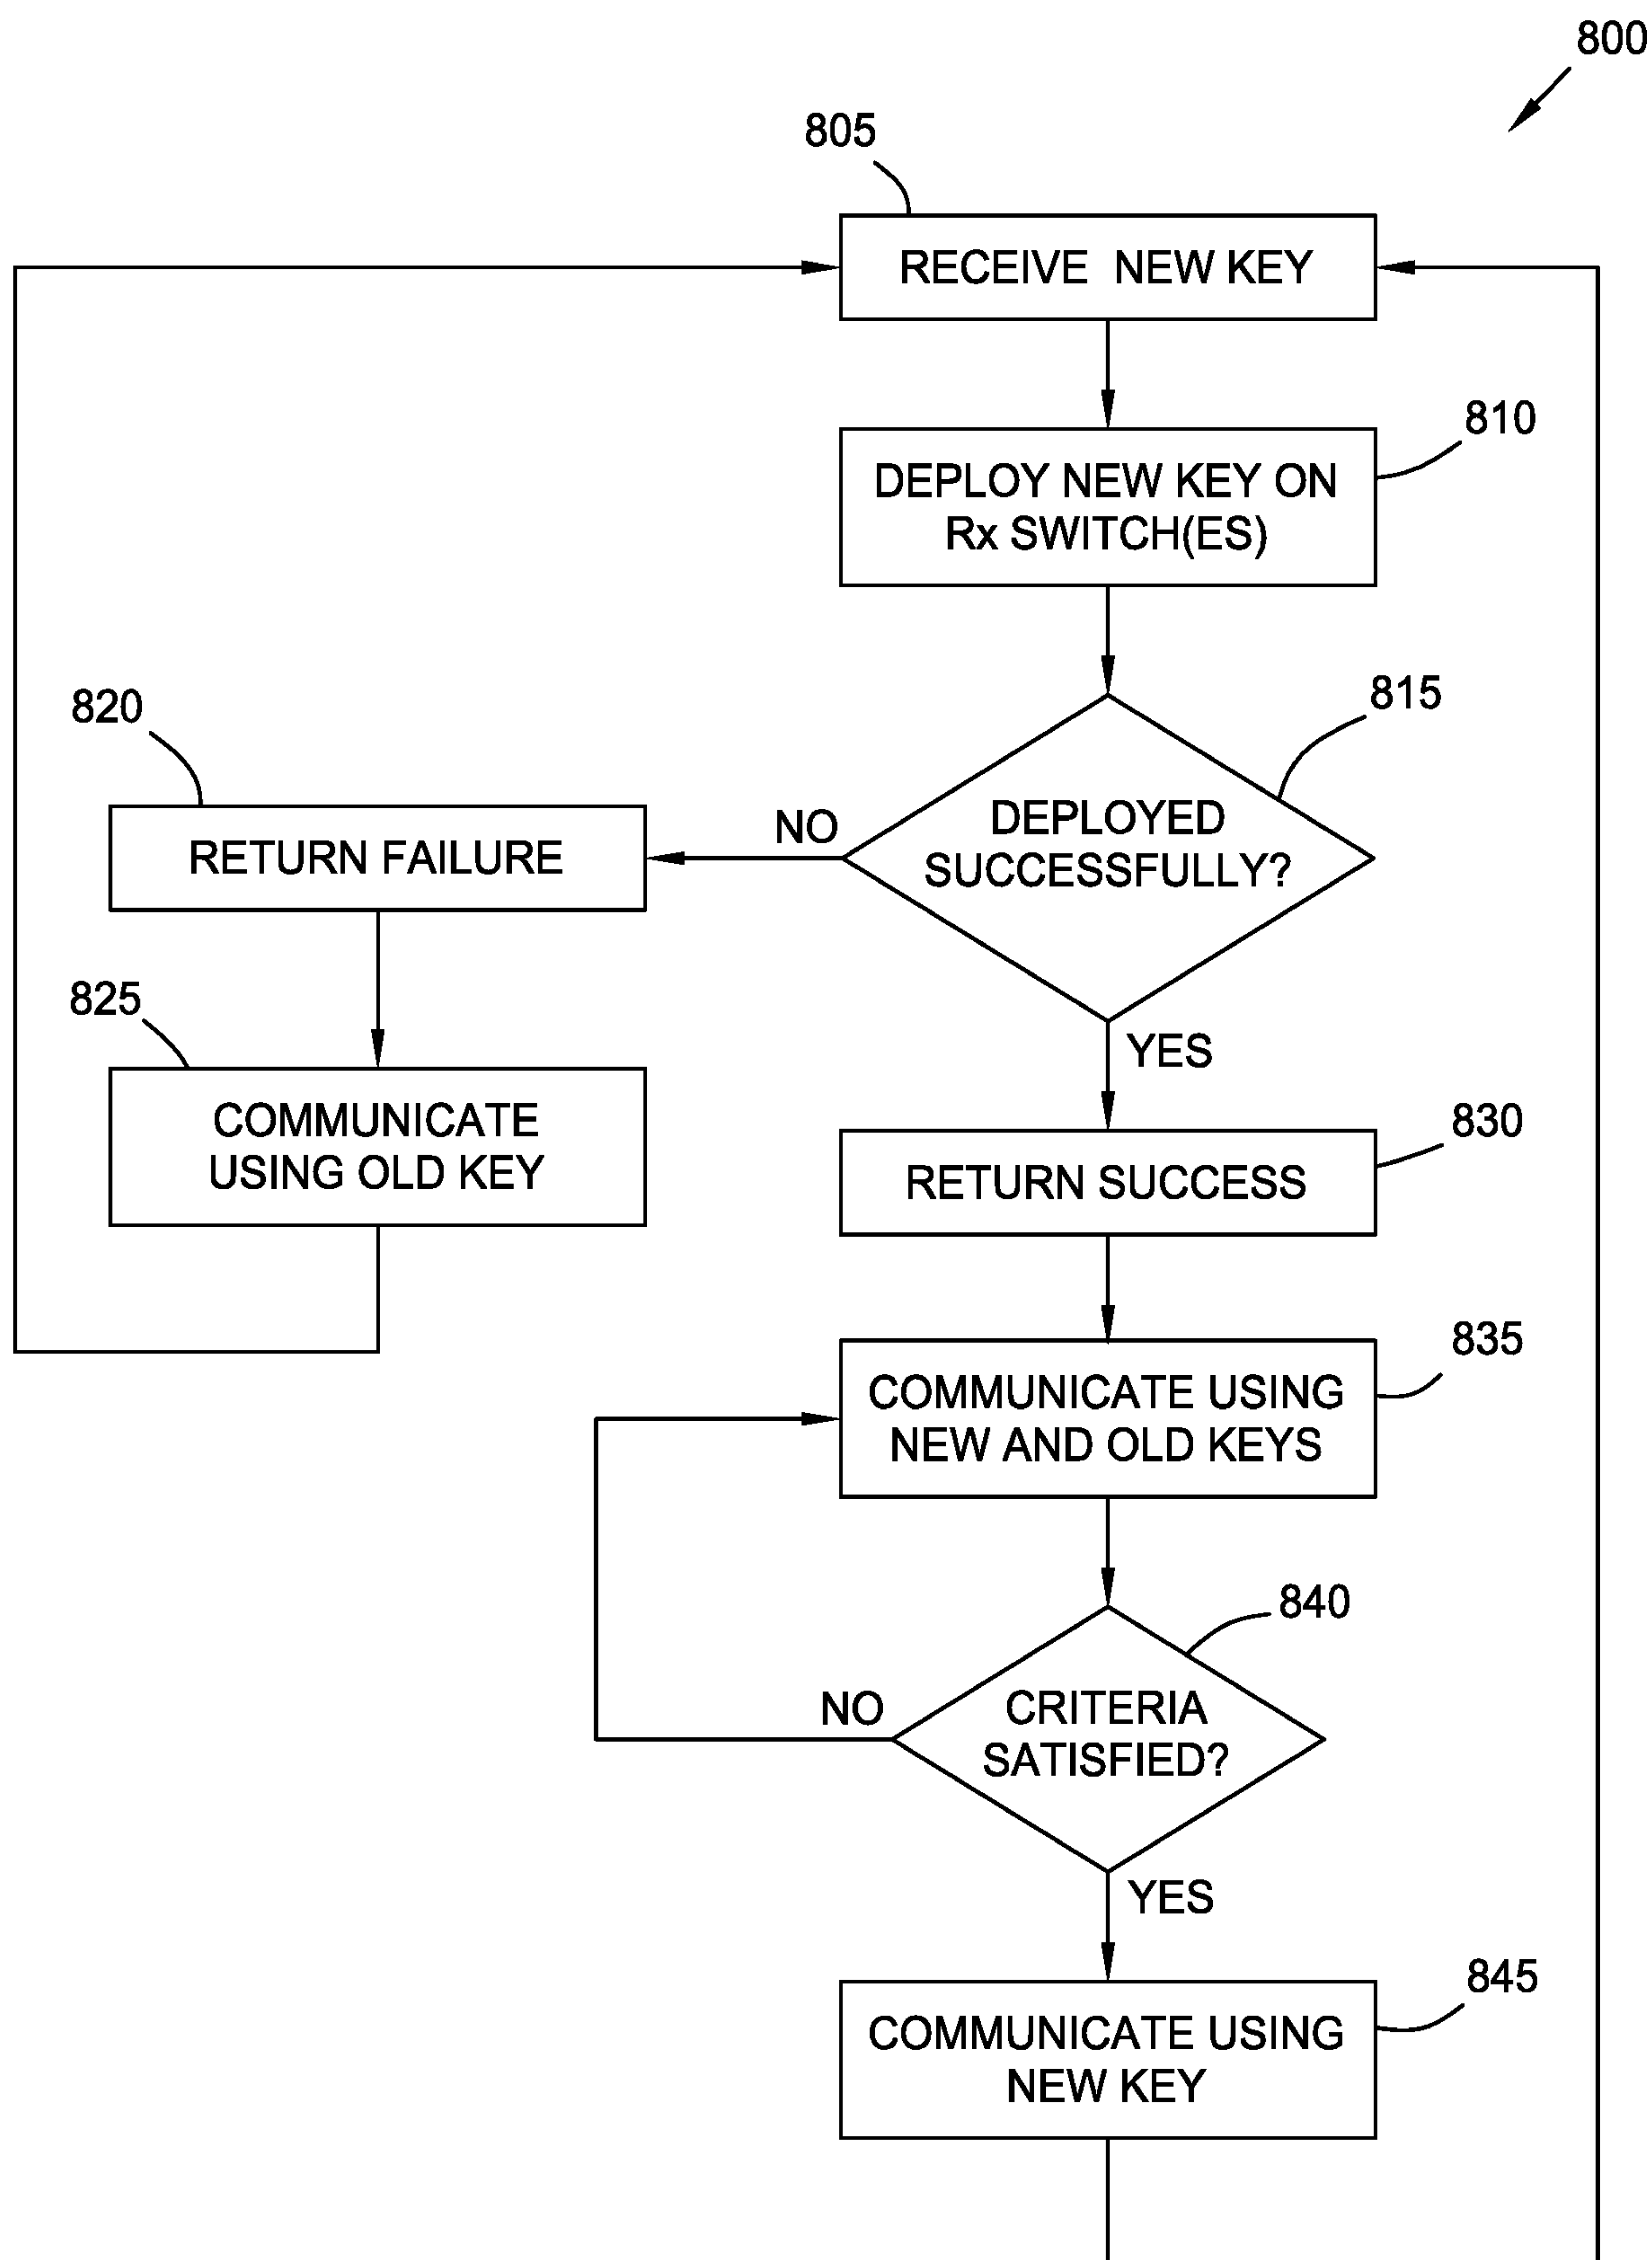 800
805
RECEIVE NEW KEY
810
DEPLOY NEW KEY ON
Rx SWITCH(ES)
815
DEPLOYED
SUCCESSFULLY?
NO
820
RETURN FAILURE
825
COMMUNICATE
USING OLD KEY
YES
830
RETURN SUCCESS
835
COMMUNICATE USING
NEW AND OLD KEYS
840
CRITERIA
SATISFIED?
NO
YES
845
COMMUNICATE USING
NEW KEY